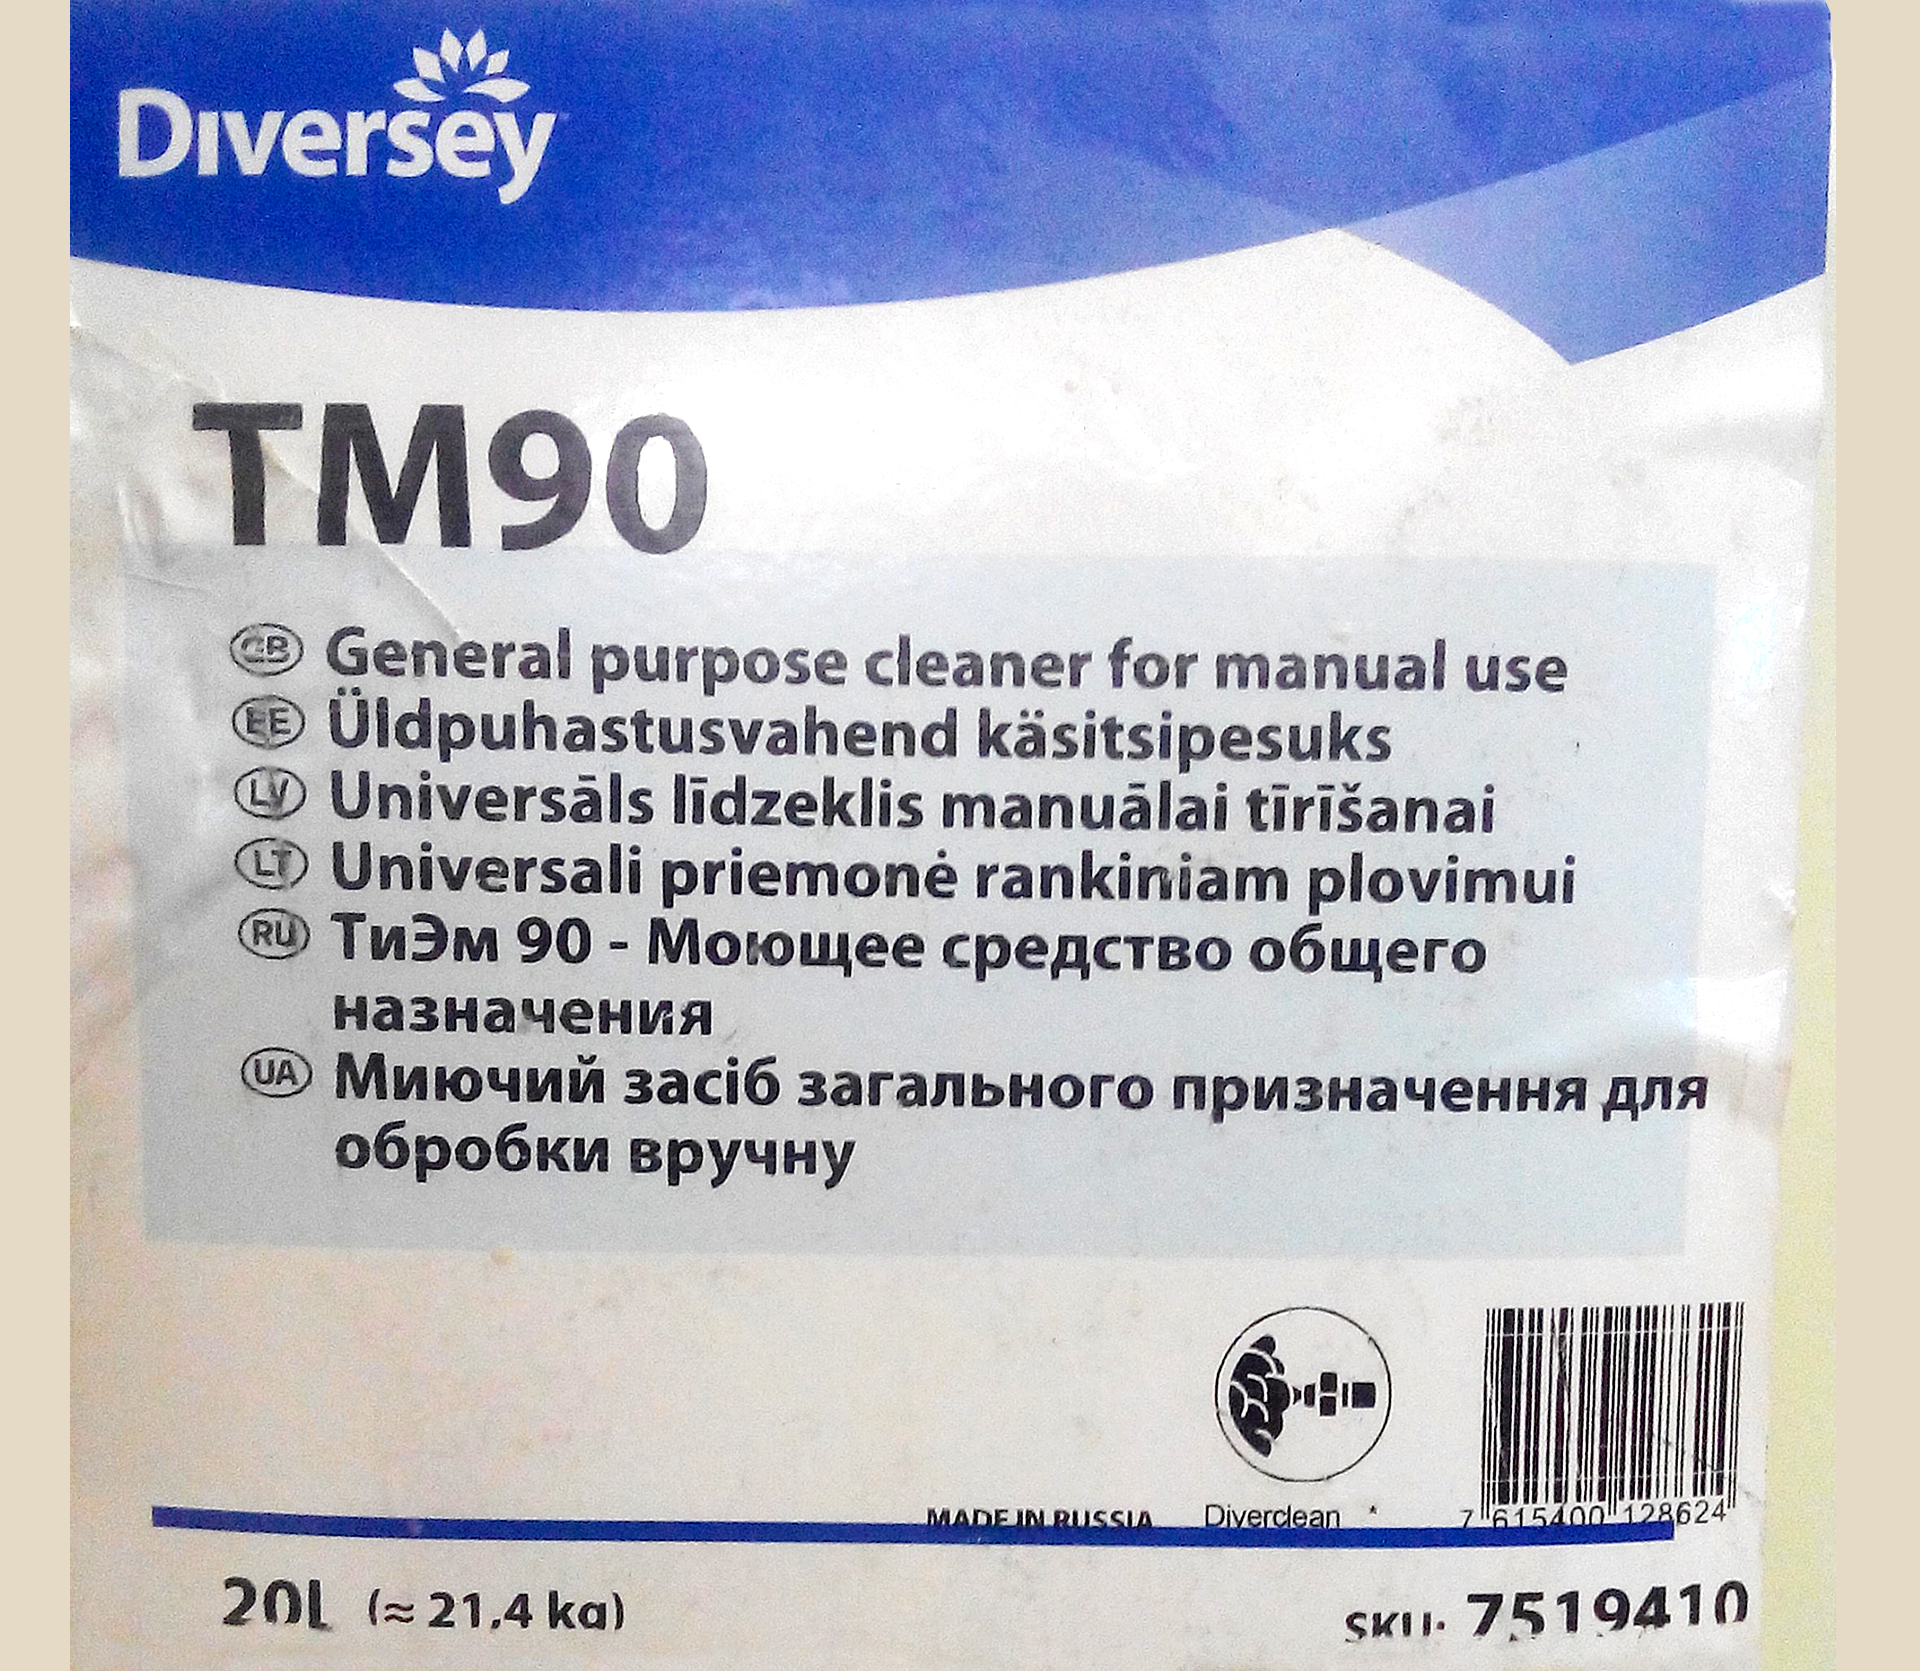 Diversey
TM90
GB General purpose cleaner for manual use
EE Üldpuhastusvahend käsitsipesuks
LV Universāls līdzeklis manuālai tīrīšanai
LT Universali priemonė rankiniam plovimui
RU ТиЭм 90 - Моющее средство общего
назначения
UA Миючий засіб загального призначення для
обробки вручну
MADE IN RUSSIA Diverclean * 7 615400 128624
20L (≈ 21,4 kg) SKU: 7519410